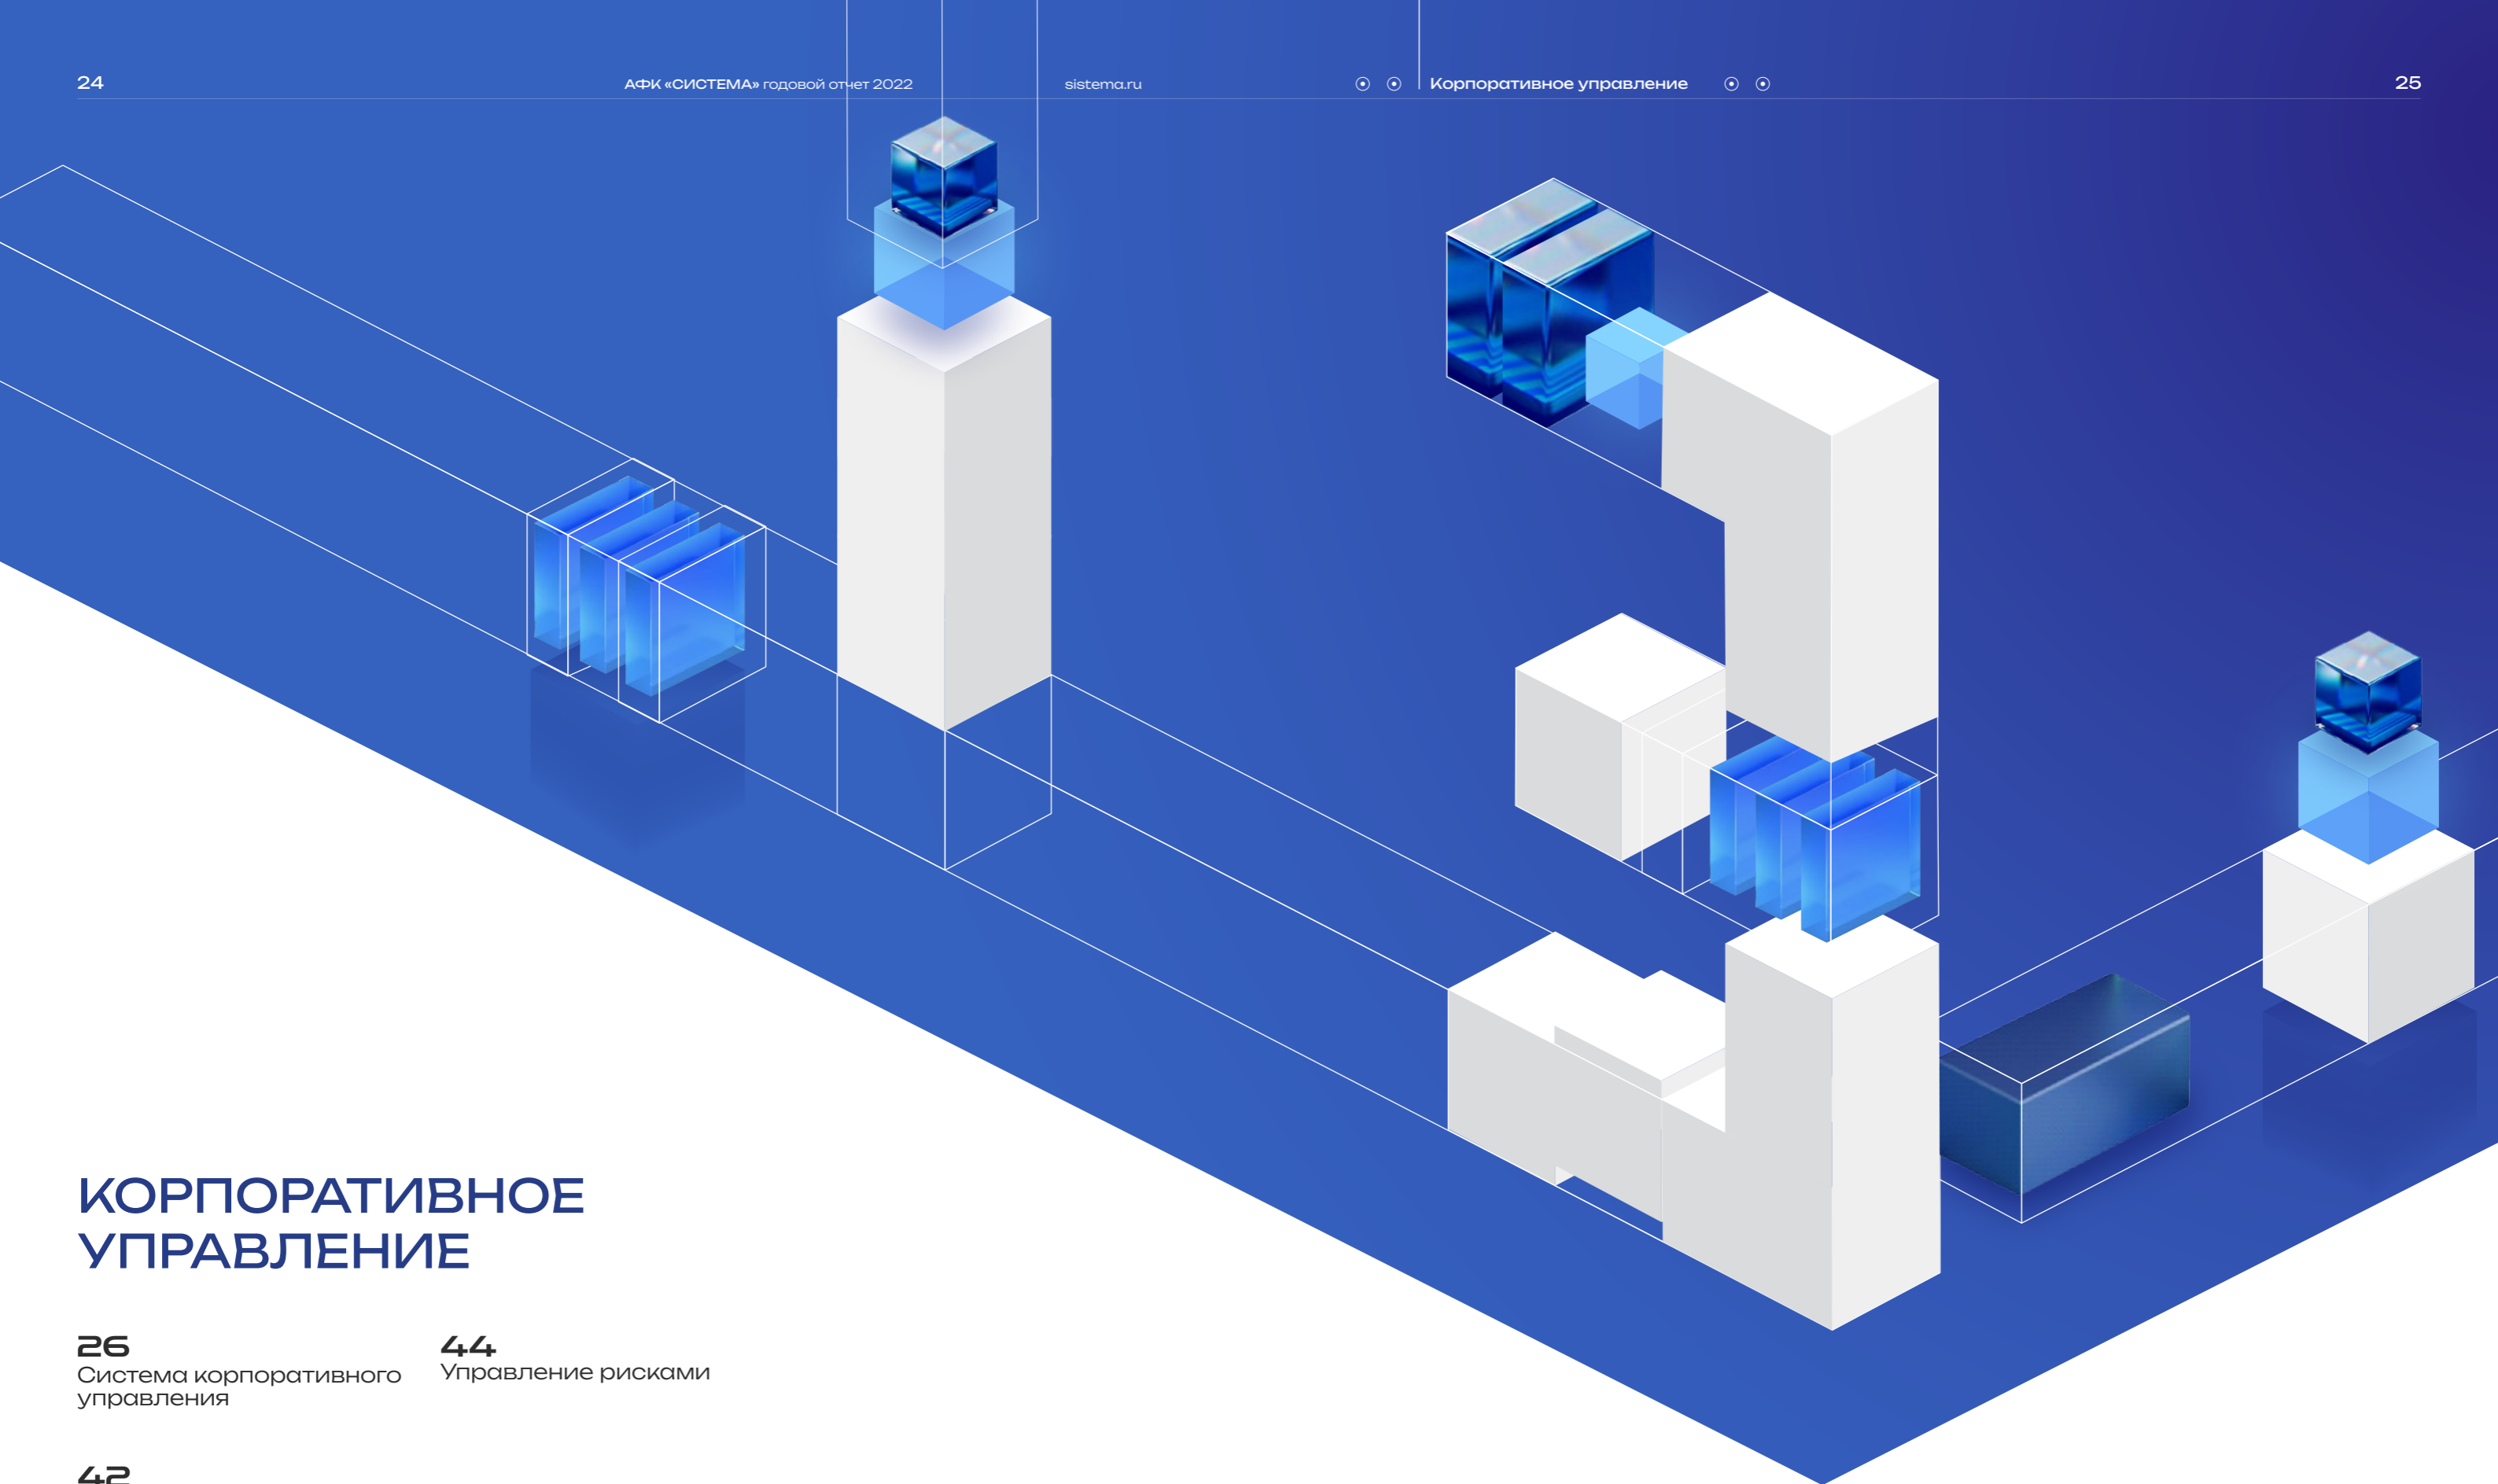 24
АФК «СИСТЕМА» годовой отчет 2022
sistema.ru
Корпоративное управление
25
КОРПОРАТИВНОЕ
УПРАВЛЕНИЕ
26
Система корпоративного
управления
44
Управление рисками
42